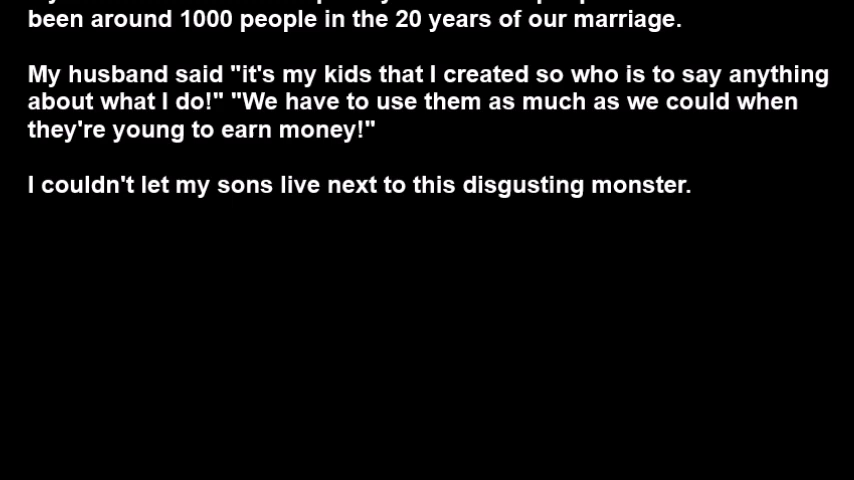 been around 1000 people in the 20 years of our marriage.
My husband said "it's my kids that I created so who is to say anything
about what I do!" "We have to use them as much as we could when
they're young to earn money!"
I couldn't let my sons live next to this disgusting monster.